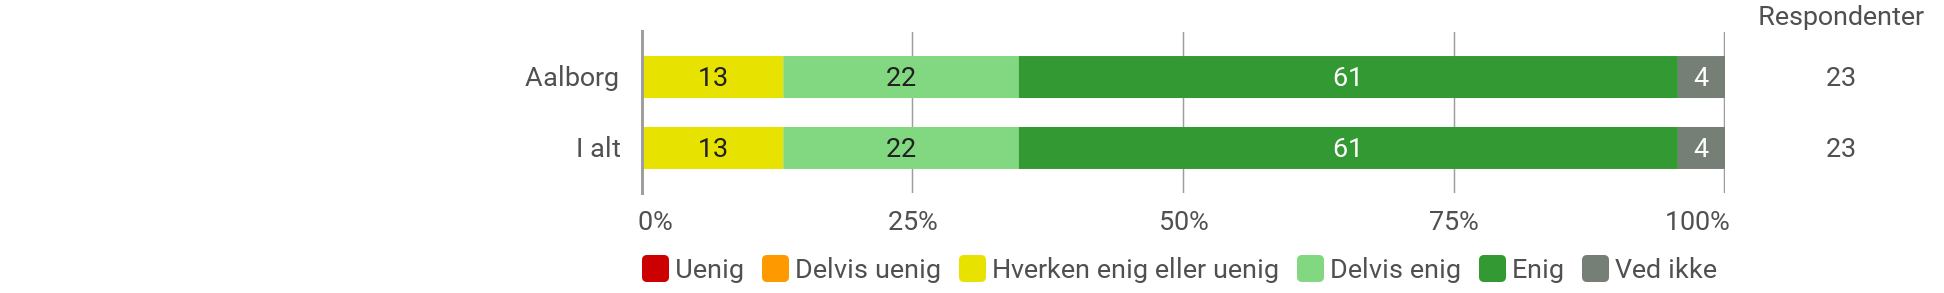 Respondenter
Aalborg 13 22 61 4 23
I alt 13 22 61 4 23
0% 25% 50% 75% 100%
Uenig Delvis uenig Hverken enig eller uenig Delvis enig Enig Ved ikke